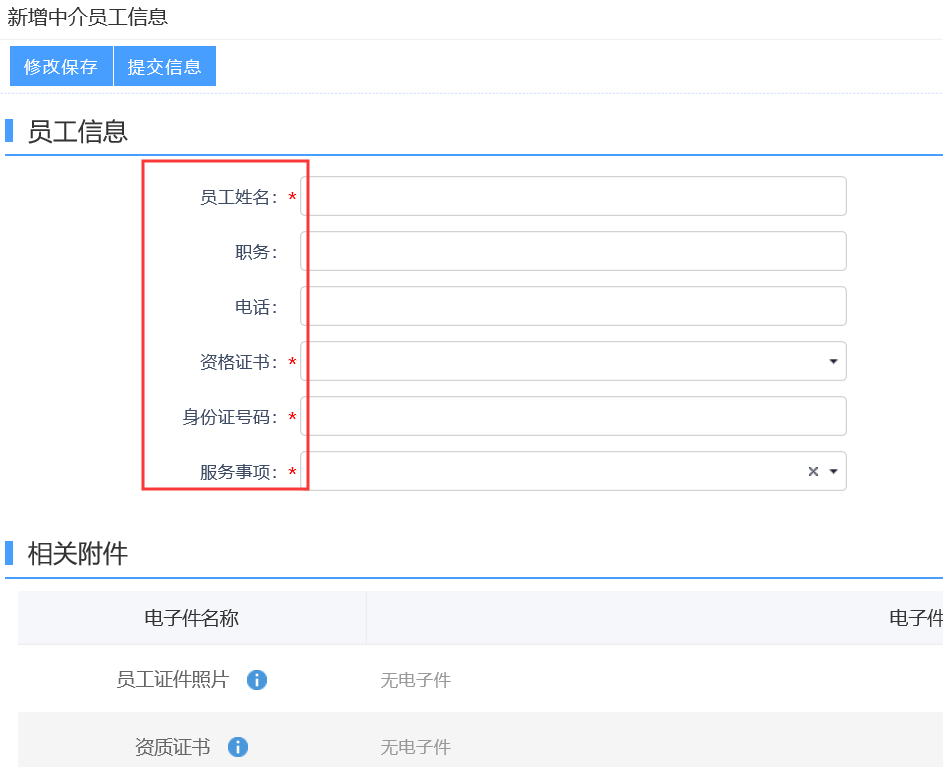 新增中介员工信息
修改保存 提交信息
员工信息
员工姓名：*
职务：
电话：
资格证书：*
身份证号码：*
服务事项：*
相关附件
电子件名称 电子件
员工证件照片 无电子件
资质证书 无电子件